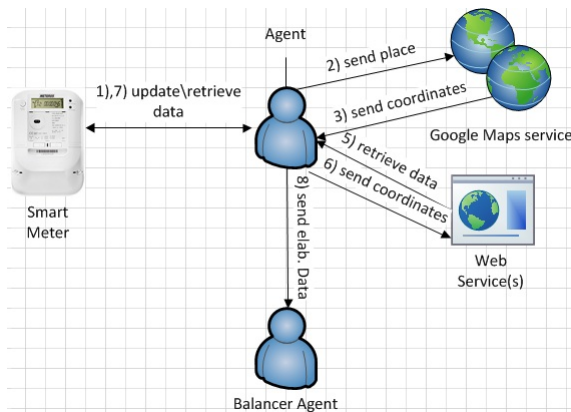 Agent
2) send place
1),7) update\retrieve
data
3) send coordinates
Google Maps service
5) retrieve data
6) send coordinates
8) send elab. Data
Smart
Meter
Web
Service(s)
Balancer Agent